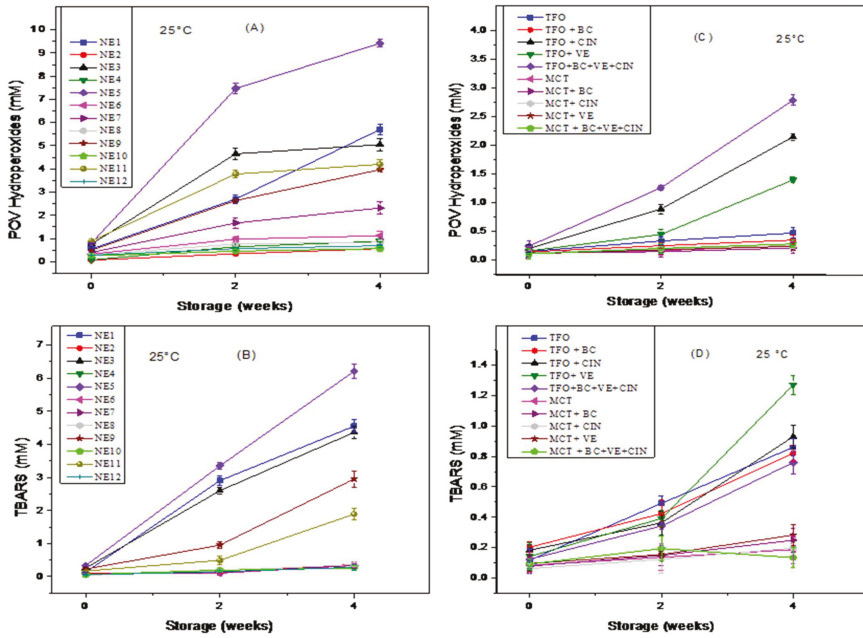 25°C
(A)
NE1
NE2
NE3
NE4
NE5
NE6
NE7
NE8
NE9
NE10
NE11
NE12
POV Hydroperoxides (mM)
10
9
8
7
6
5
4
3
2
1
0
0
2
4
Storage (weeks)
(C)
25°C
TFO
TFO + BC
TFO + CIN
TFO+ VE
TFO+BC+VE+CIN
MCT
MCT+ BC
MCT+ CIN
MCT+ VE
MCT + BC+VE+CIN
POV Hydroperoxides (mM)
4.0
3.5
3.0
2.5
2.0
1.5
1.0
0.5
0.0
0
2
4
Storage (weeks)
25°C
(B)
NE1
NE2
NE3
NE4
NE5
NE6
NE7
NE8
NE9
NE10
NE11
NE12
TBARS (mM)
7
6
5
4
3
2
1
0
0
2
4
Storage (weeks)
(D)
25 °C
TFO
TFO + BC
TFO + CIN
TFO + VE
TFO+BC+VE+CIN
MCT
MCT + BC
MCT + CIN
MCT+ VE
MCT + BC+VE+CIN
TBARS (mM)
1.4
1.2
1.0
0.8
0.6
0.4
0.2
0.0
0
2
4
Storage (weeks)